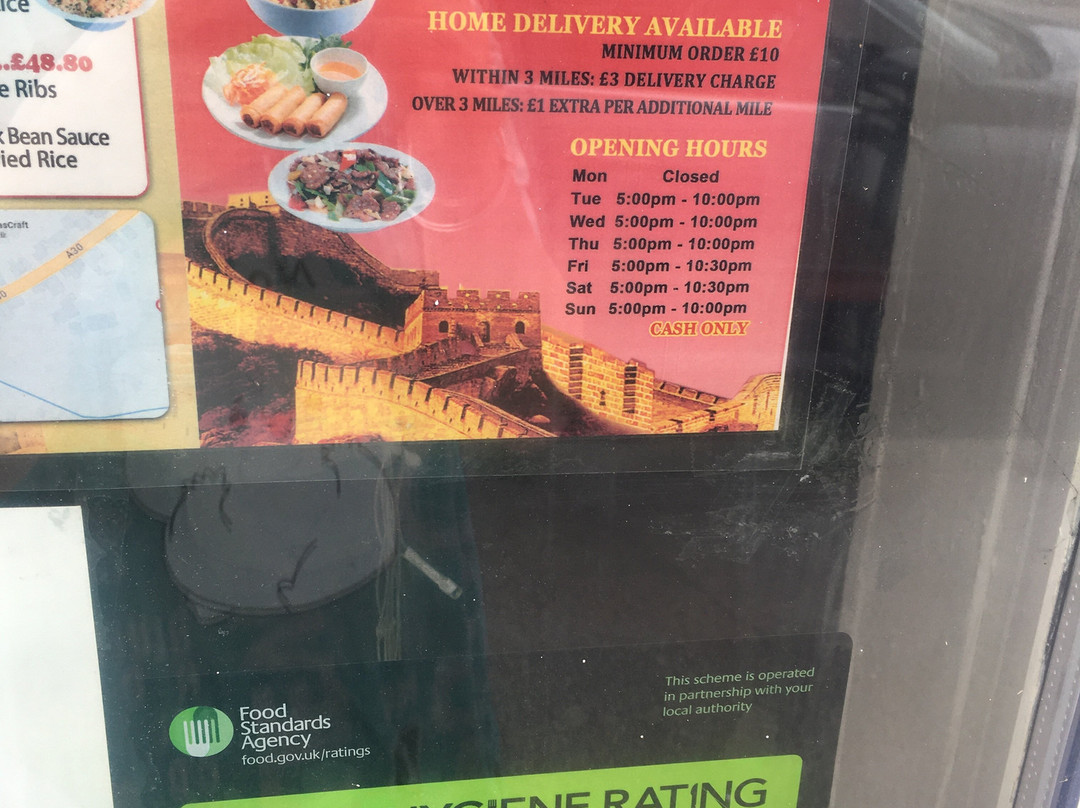 HOME DELIVERY AVAILABLE
MINIMUM ORDER £10
WITHIN 3 MILES: £3 DELIVERY CHARGE
OVER 3 MILES: £1 EXTRA PER ADDITIONAL MILE
OPENING HOURS
Mon Closed
Tue 5:00pm - 10:00pm
Wed 5:00pm - 10:00pm
Thu 5:00pm - 10:00pm
Fri 5:00pm - 10:30pm
Sat 5:00pm - 10:30pm
Sun 5:00pm - 10:00pm
CASH ONLY
..£48.80
Ribs
Bean Sauce
Rice
A30
Food
Standards
Agency
food.gov.uk/ratings
This scheme is operated
in partnership with your
local authority
HYGIENE RATING